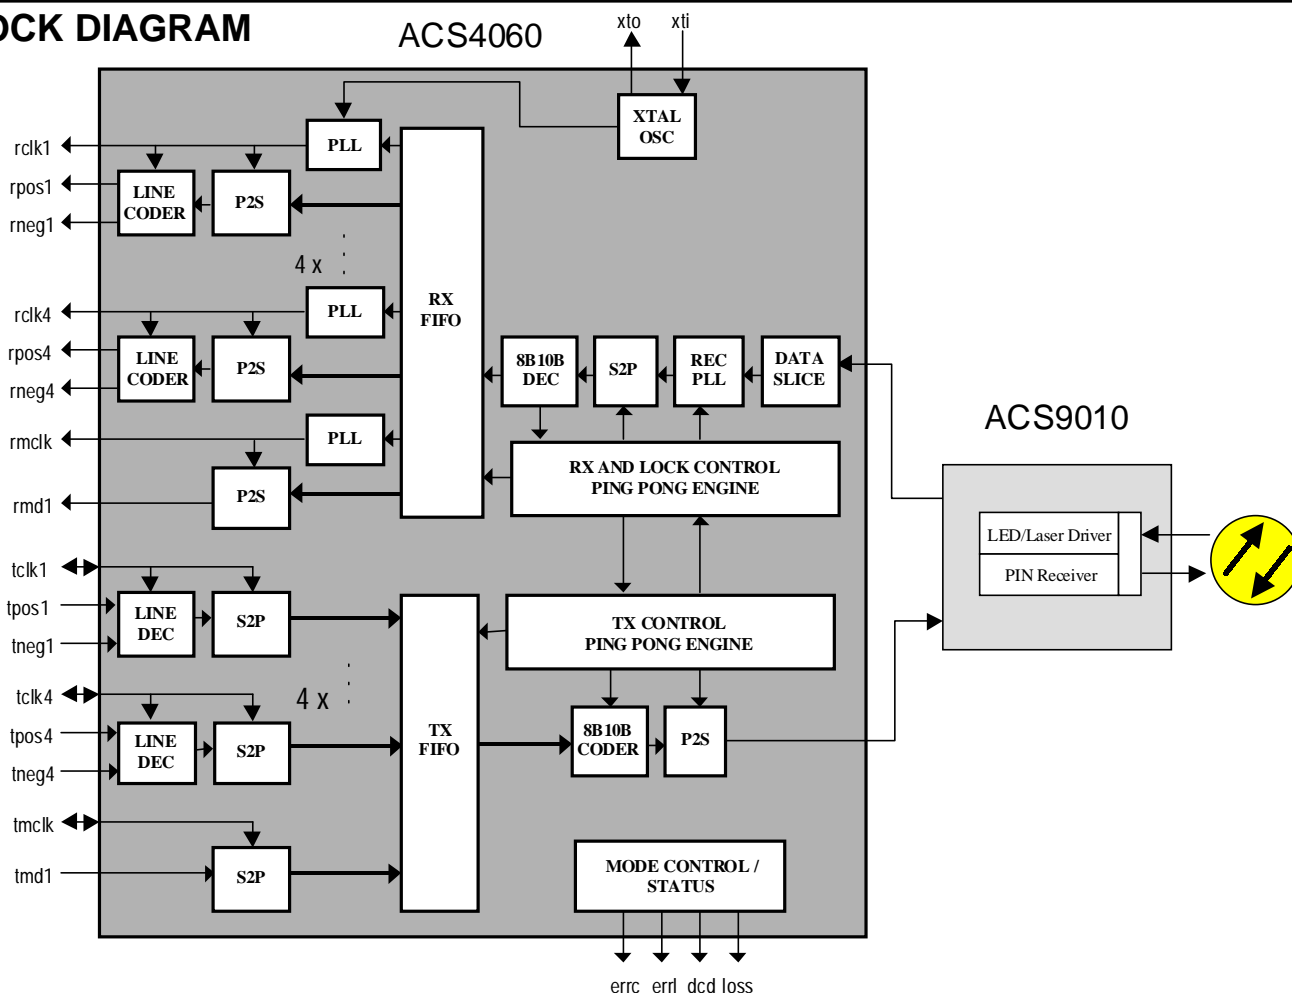 OCK DIAGRAM
ACS4060
xto
xti
XTAL
OSC
PLL
rclk1
rpos1
rneg1
LINE
CODER
P2S
4 x
RX
FIFO
PLL
rclk4
rpos4
rneg4
LINE
CODER
P2S
8B10B
DEC
S2P
REC
PLL
DATA
SLICE
ACS9010
rmclk
PLL
rmd1
P2S
RX AND LOCK CONTROL
PING PONG ENGINE
LED/Laser Driver
PIN Receiver
tclk1
tpos1
tneg1
LINE
DEC
S2P
TX CONTROL
PING PONG ENGINE
4 x
tclk4
tpos4
tneg4
LINE
DEC
S2P
TX
FIFO
8B10B
CODER
P2S
tmclk
tmd1
S2P
MODE CONTROL /
STATUS
errc
errl
dcd
loss